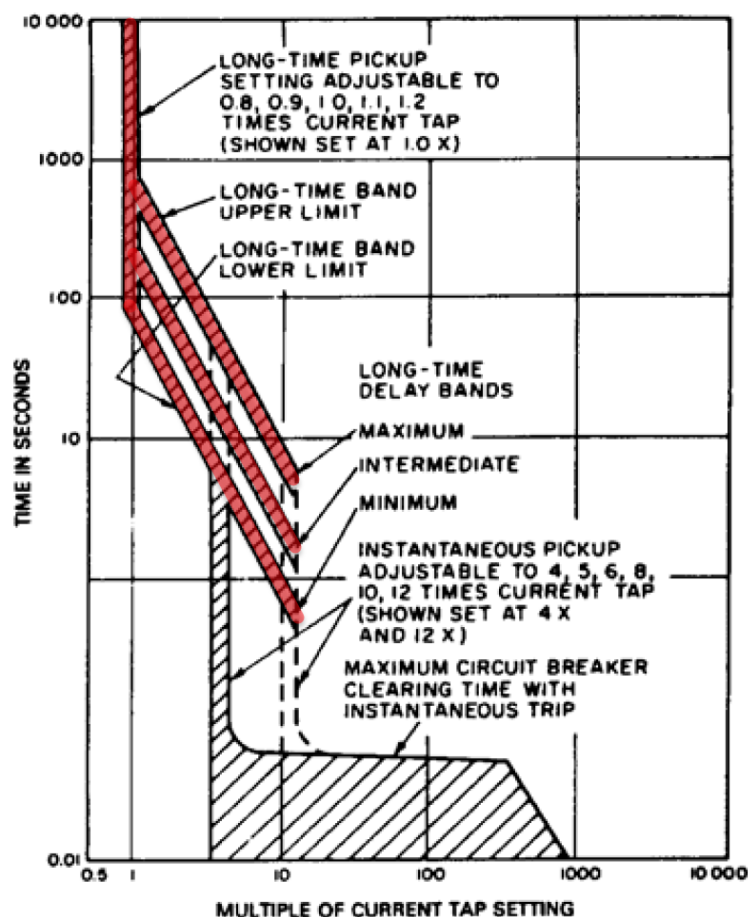 10 000
LONG-TIME PICKUP
SETTING ADJUSTABLE TO
0.8, 0.9, 1.0, 1.1, 1.2
TIMES CURRENT TAP
(SHOWN SET AT 1.0 X)
1000
LONG-TIME BAND
UPPER LIMIT
LONG-TIME BAND
LOWER LIMIT
100
LONG-TIME
DELAY BANDS
MAXIMUM
10
INTERMEDIATE
MINIMUM
INSTANTANEOUS PICKUP
ADJUSTABLE TO 4, 5, 6, 8,
10, 12 TIMES CURRENT TAP
(SHOWN SET AT 4 X
AND 12 X)
MAXIMUM CIRCUIT BREAKER
CLEARING TIME WITH
INSTANTANEOUS TRIP
TIME IN SECONDS
0.01
0.5 1 10 100 1000 10 000
MULTIPLE OF CURRENT TAP SETTING